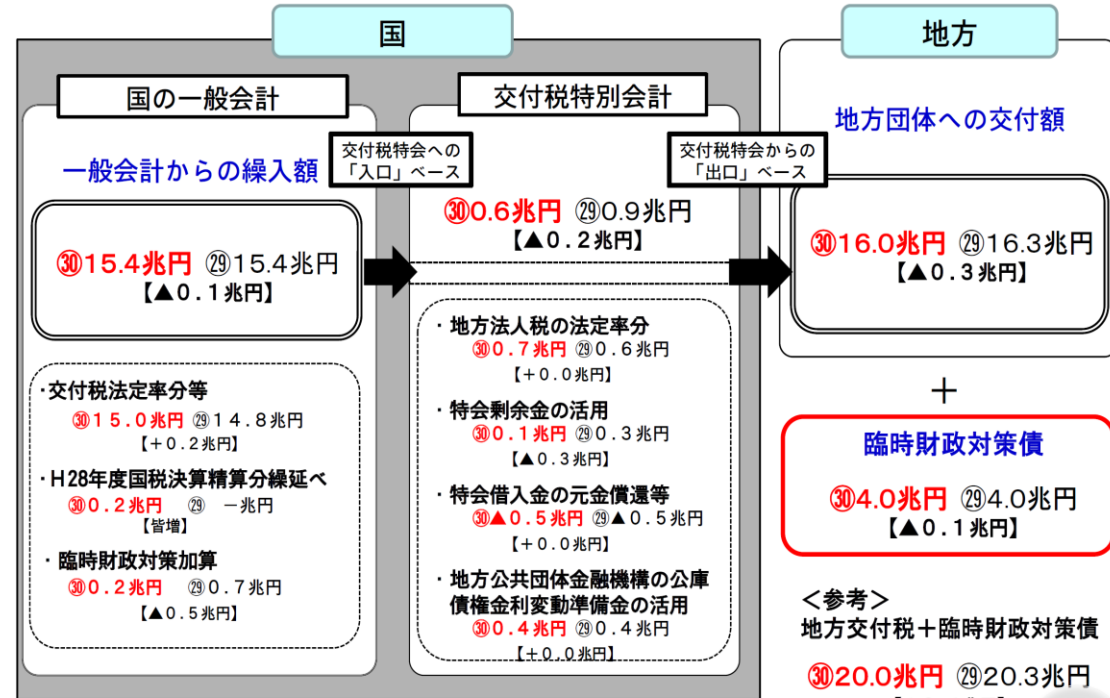 国
地方
国の一般会計
交付税特別会計
一般会計からの繰入額
交付税特会への
「入口」ベース
交付税特会からの
「出口」ベース
地方団体への交付額
㉚15.4兆円 ㉙15.4兆円
【▲0.1兆円】
㉚0.6兆円 ㉙0.9兆円
【▲0.2兆円】
㉚16.0兆円 ㉙16.3兆円
【▲0.3兆円】
・交付税法定率分等
㉚15.0兆円 ㉙14.8兆円
【+0.2兆円】
・H28年度国税決算精算分繰延べ
㉚0.2兆円 ㉙ -兆円
【皆増】
・臨時財政対策加算
㉚0.2兆円 ㉙0.7兆円
【▲0.5兆円】
・地方法人税の法定率分
㉚0.7兆円 ㉙0.6兆円
【+0.0兆円】
・特会剰余金の活用
㉚0.1兆円 ㉙0.3兆円
【▲0.3兆円】
・特会借入金の元金償還等
㉚▲0.5兆円 ㉙▲0.5兆円
【+0.0兆円】
・地方公共団体金融機構の公庫
債権金利変動準備金の活用
㉚0.4兆円 ㉙0.4兆円
【+0.0兆円】
+
臨時財政対策債
㉚4.0兆円 ㉙4.0兆円
【▲0.1兆円】
<参考>
地方交付税+臨時財政対策債
㉚20.0兆円 ㉙20.3兆円